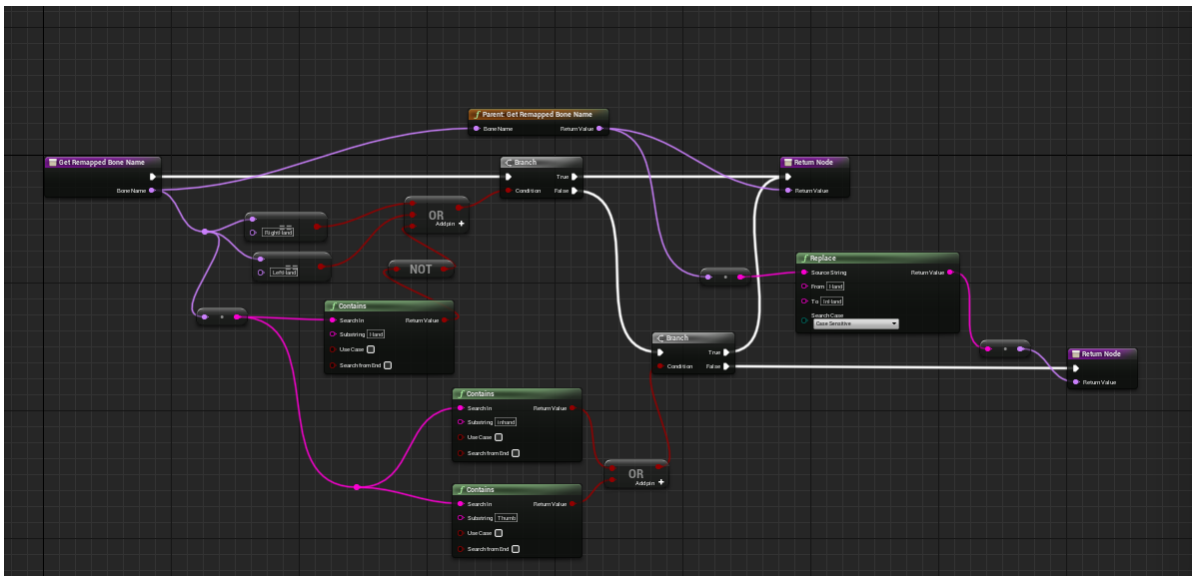 Parent: Get Remapped Bone Name
Bone Name
Return Value
Get Remapped Bone Name
Bone Name
Branch
True
Condition
False
Return Node
Return Value
==
RightHand
OR
Add pin +
==
LeftHand
NOT
Replace
Source String
Return Value
From Hand
To InHand
Search Case
Case Sensitive
Contains
Search In
Return Value
Substring Hand
Use Case
Search from End
Branch
True
Condition
False
Return Node
Return Value
Contains
Search In
Return Value
Substring Inhand
Use Case
Search from End
OR
Add pin +
Contains
Search In
Return Value
Substring Thumb
Use Case
Search from End